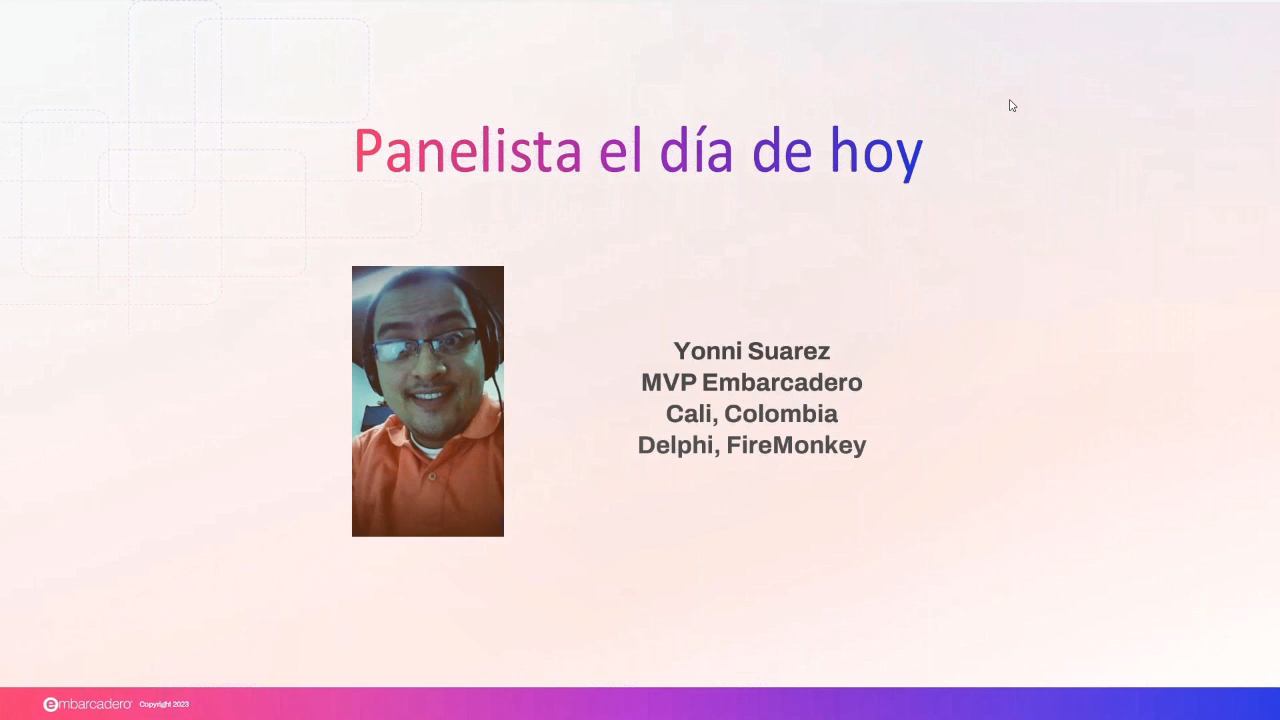 Panelista el día de hoy
Yonni Suarez
MVP Embarcadero
Cali, Colombia
Delphi, FireMonkey
embarcadero Copyright 2023